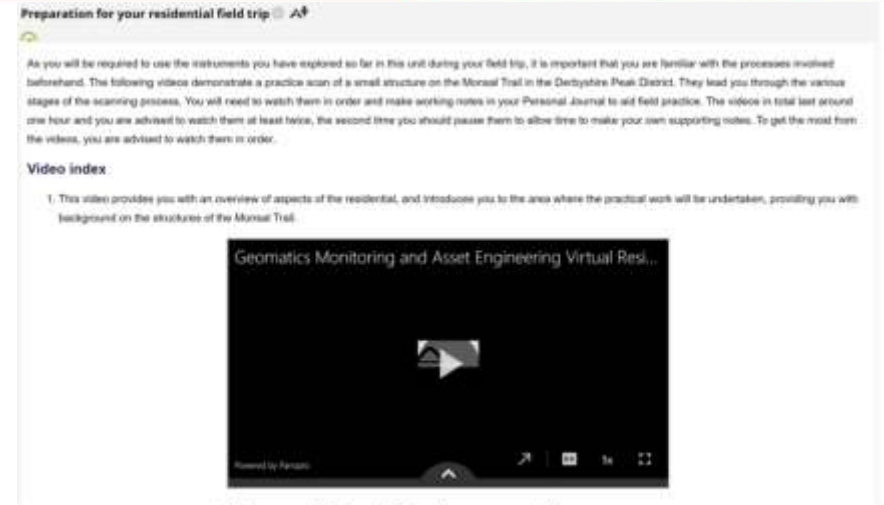 Preparation for your residential field trip
As you will be required to use the instruments you have explored so far in this unit during your field trip, it is important that you are familiar with the processes involved
beforehand. The following videos demonstrate a practice scan of a small structure on the Monsal Trail in the Derbyshire Peak District. They lead you through the various
stages of the scanning process. You will need to watch them in order and make working notes in your Personal Journal to aid field practice. The videos in total last around
one hour and you are advised to watch them at least twice, the second time you should pause them to allow time to make your own supporting notes. To get the most from
the videos, you are advised to watch them in order.
Video index
1. This video provides you with an overview of aspects of the residential, and introduces you to the area where the practical work will be undertaken, providing you with
background on the structures of the Monsal Trail.
Geomatics Monitoring and Asset Engineering Virtual Resi...
Powered by Panopto
1x